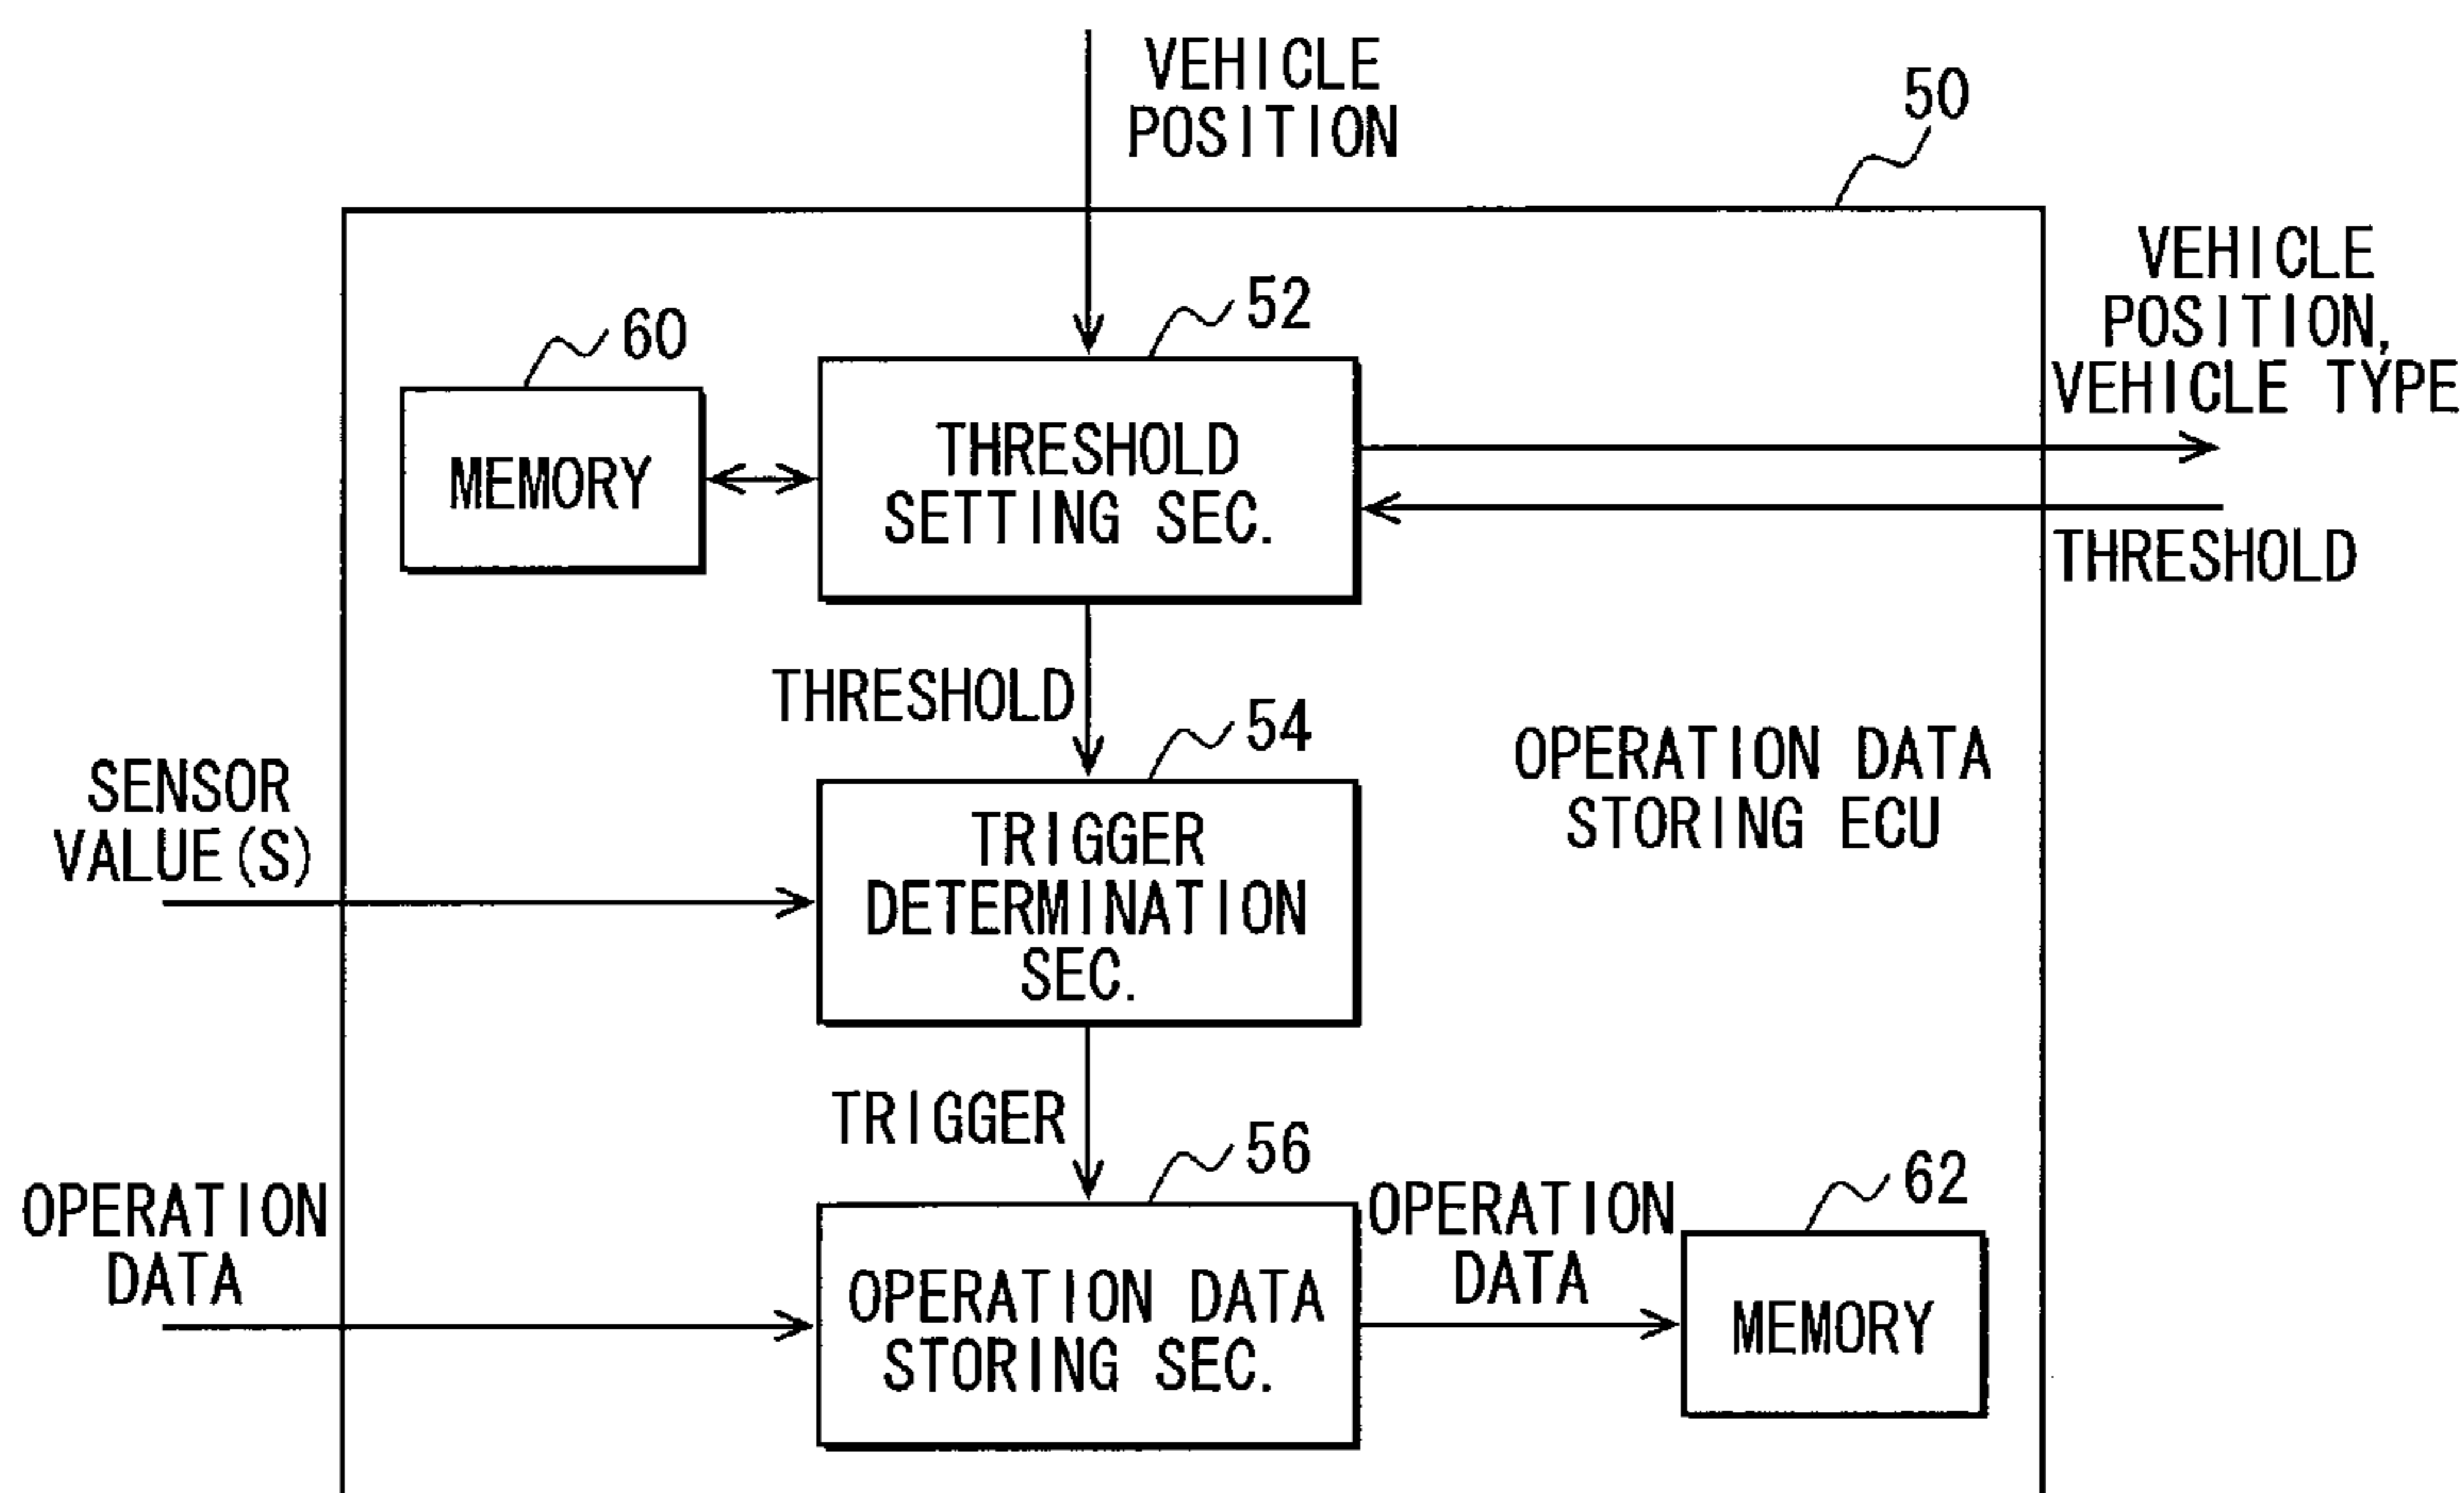 VEHICLE
POSITION
50
VEHICLE
POSITION,
VEHICLE TYPE
60
52
MEMORY
THRESHOLD
SETTING SEC.
THRESHOLD
THRESHOLD
54
SENSOR
VALUE(S)
TRIGGER
DETERMINATION
SEC.
OPERATION DATA
STORING ECU
TRIGGER
56
62
OPERATION
DATA
OPERATION DATA
STORING SEC.
OPERATION
DATA
MEMORY